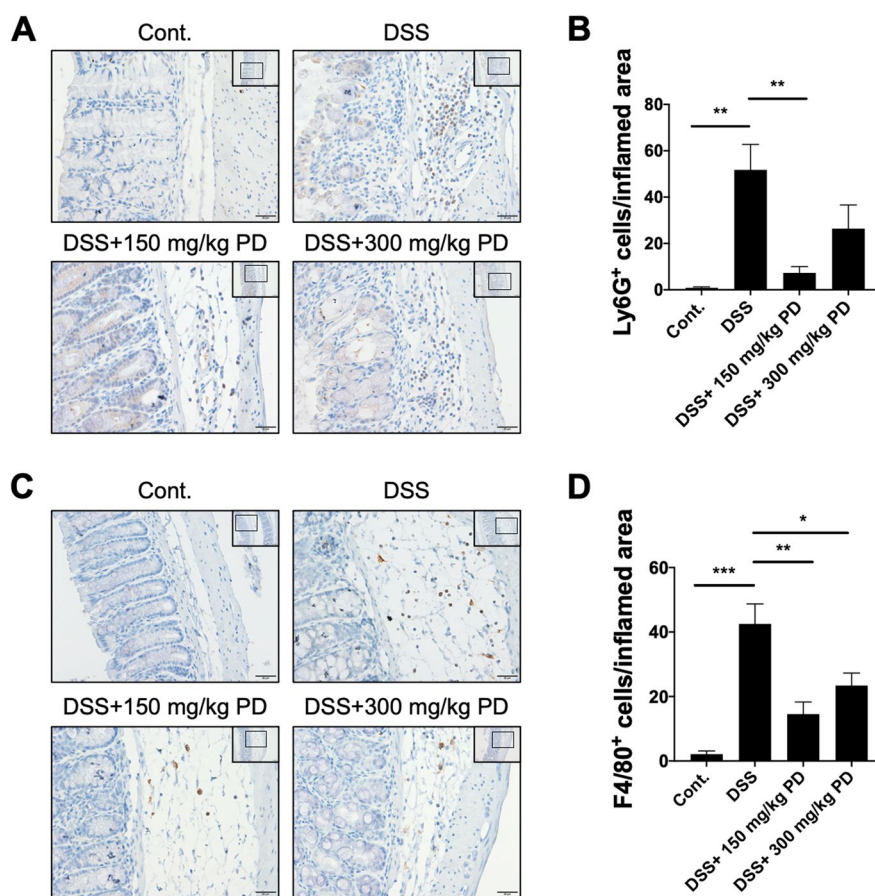 A
Cont.
DSS
DSS+150 mg/kg PD
DSS+300 mg/kg PD
B
Ly6G+ cells/inflamed area
80
60
40
20
0
**
**
Cont.
DSS
DSS+ 150 mg/kg PD
DSS+ 300 mg/kg PD
C
Cont.
DSS
DSS+150 mg/kg PD
DSS+300 mg/kg PD
D
F4/80+ cells/inflamed area
60
40
20
0
***
**
*
Cont.
DSS
DSS+ 150 mg/kg PD
DSS+ 300 mg/kg PD